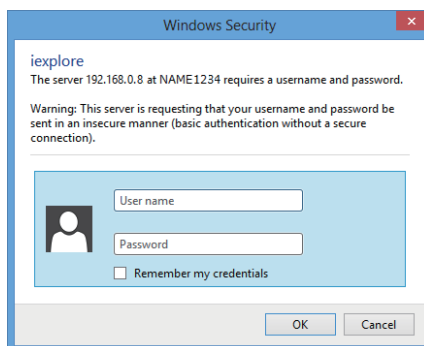 Windows Security
iexplore
The server 192.168.0.8 at NAME1234 requires a username and password.
Warning: This server is requesting that your username and password be
sent in an insecure manner (basic authentication without a secure
connection).
User name
Password
Remember my credentials
OK Cancel